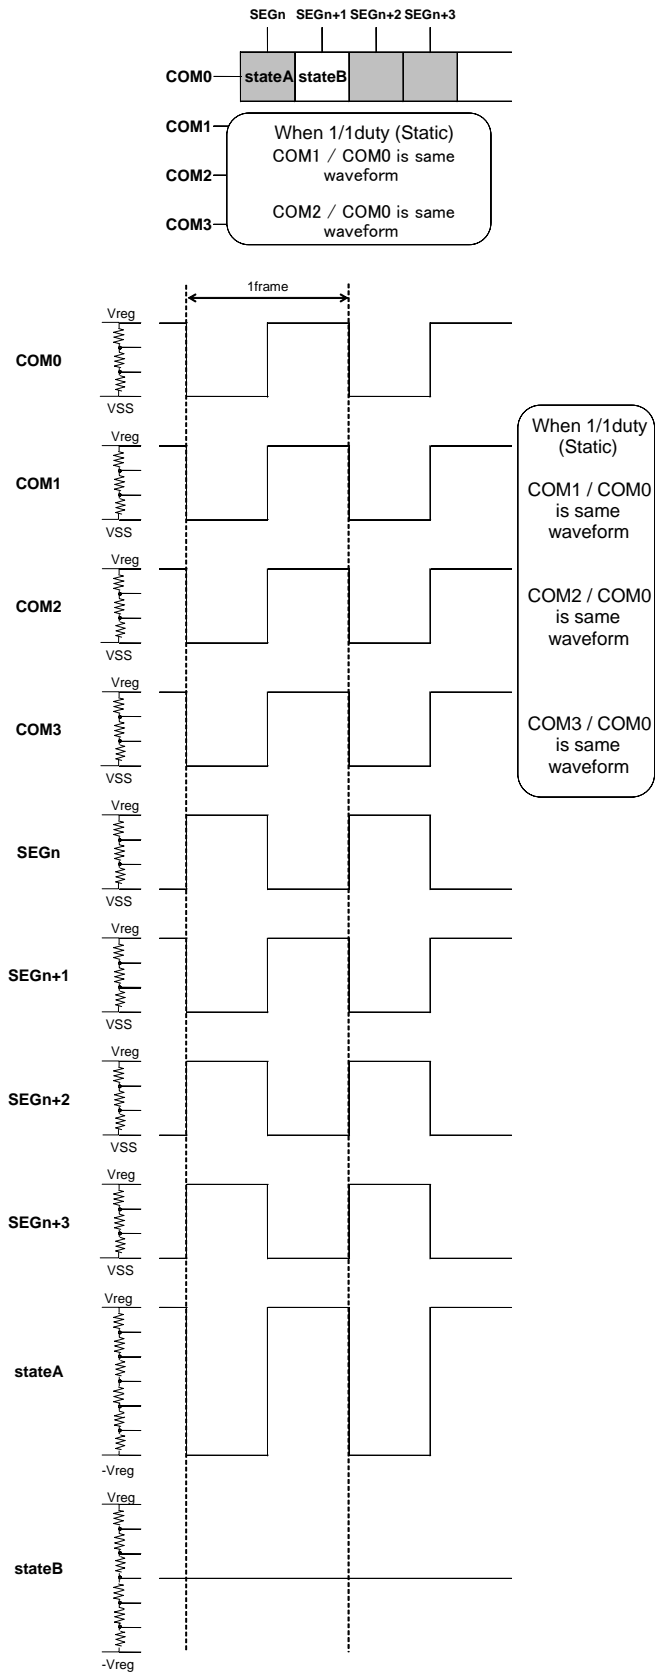 SEGn SEGn+1 SEGn+2 SEGn+3
COM0 stateA stateB
COM1
COM2
COM3
When 1/1duty (Static)
COM1 / COM0 is same
waveform
COM2 / COM0 is same
waveform
1frame
Vreg
COM0
VSS
Vreg
COM1
VSS
Vreg
COM2
VSS
Vreg
COM3
VSS
When 1/1duty
(Static)
COM1 / COM0
is same
waveform
COM2 / COM0
is same
waveform
COM3 / COM0
is same
waveform
Vreg
SEGn
VSS
Vreg
SEGn+1
VSS
Vreg
SEGn+2
VSS
Vreg
SEGn+3
VSS
Vreg
stateA
-Vreg
Vreg
stateB
-Vreg